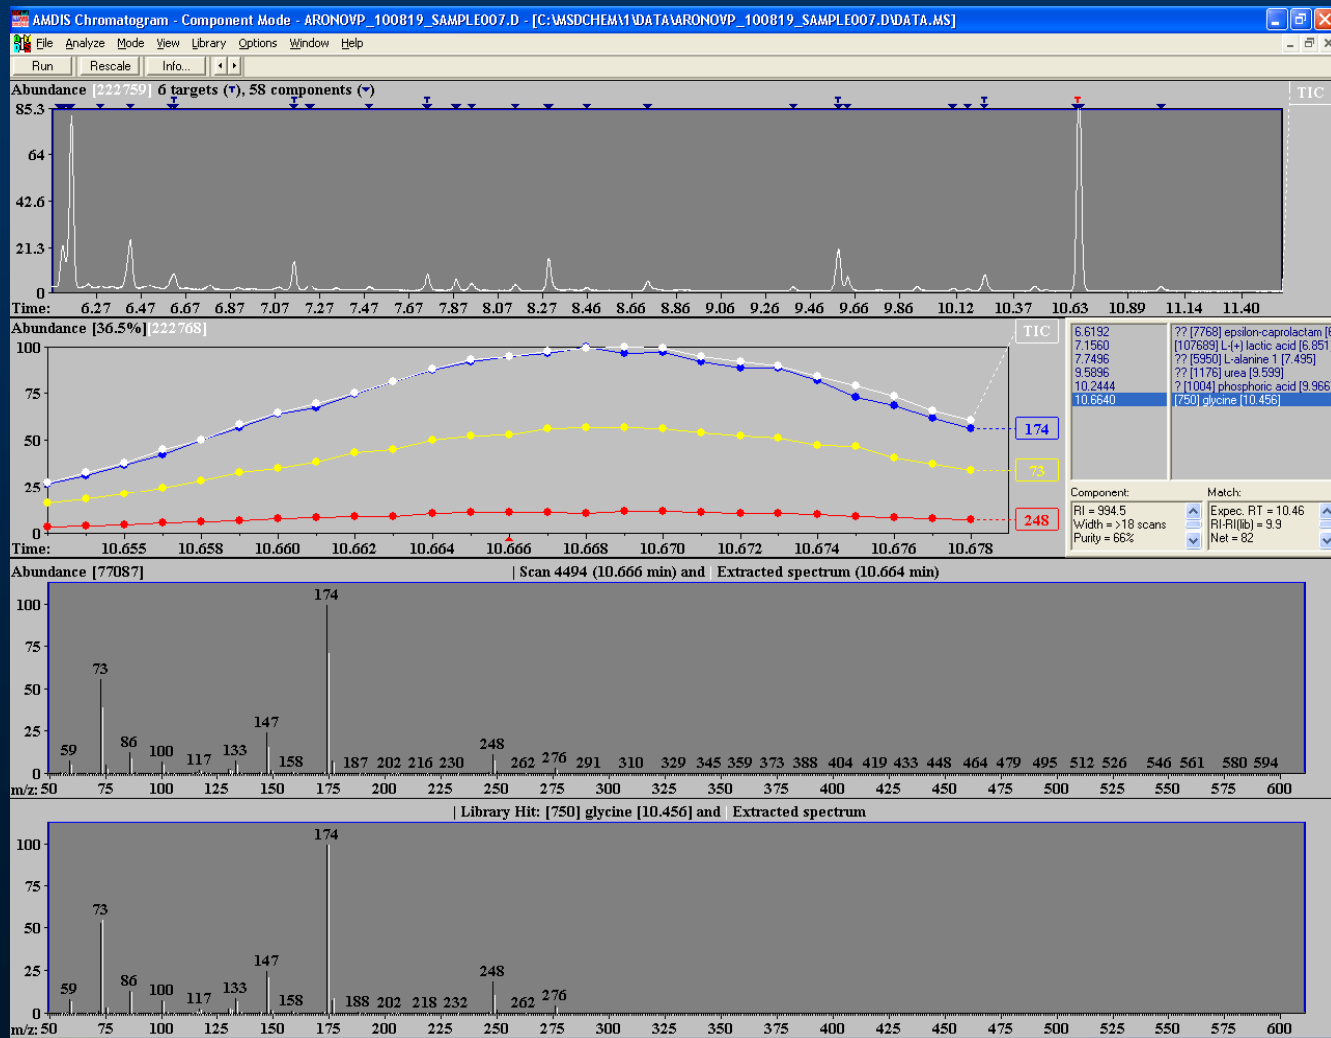 AMDIS Chromatogram - Component Mode - ARONOVP_100819_SAMPLE007.D - [C:\MSDCHEM\1\DATA\ARONOVP_100819_SAMPLE007.D\DATA.MS]
File Analyze Mode View Library Options Window Help
Run Rescale Info...
Abundance [222759] 6 targets (T), 58 components
TIC
85.3
64
42.6
21.3
0
Time: 6.27 6.47 6.67 6.87 7.07 7.27 7.47 7.67 7.87 8.07 8.27 8.46 8.66 8.86 9.06 9.26 9.46 9.66 9.86 10.12 10.38 10.63 10.89 11.14 11.40
Abundance [36.5%] [222768]
TIC
100
75
50
25
0
174
73
248
Time: 10.655 10.658 10.660 10.662 10.664 10.666 10.668 10.670 10.672 10.674 10.676 10.678
6.6192 ?? [7768] epsilon-caprolactam [6
7.1560 [107689] L-(+) lactic acid [6.851
7.7496 ?? [5950] L-alanine 1 [7.495]
9.5896 ?? [1176] urea [9.599]
10.2444 ? [1004] phosphoric acid [9.966
10.6640 [750] glycine [10.456]
Component: Match:
RI = 994.5 Expec. RT = 10.46
Width = >18 scans RI-RI(lib) = 9.9
Purity = 66% Net = 82
Abundance [77087] | Scan 4494 (10.666 min) and | Extracted spectrum (10.664 min)
100
75
50
25
0
174
73
147
59 86 100 117 133 158 187 202 216 230 248 262 276 291 310 329 345 359 373 388 404 419 433 448 464 479 495 512 526 546 561 580 594
m/z: 50 75 100 125 150 175 200 225 250 275 300 325 350 375 400 425 450 475 500 525 550 575 600
| Library Hit: [750] glycine [10.456] and | Extracted spectrum
100
75
50
25
0
174
73
147
59 86 100 117 133 158 188 202 218 232 248 262 276
m/z: 50 75 100 125 150 175 200 225 250 275 300 325 350 375 400 425 450 475 500 525 550 575 600